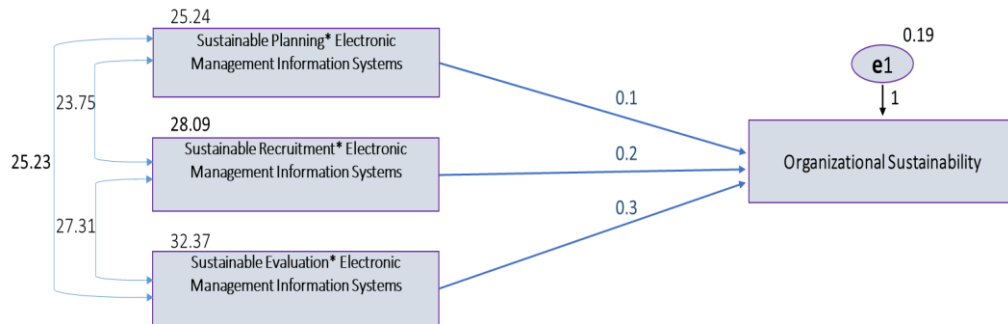 25.24
Sustainable Planning* Electronic
Management Information Systems
0.19
e1
1
23.75
0.1
25.23
28.09
Sustainable Recruitment* Electronic
Management Information Systems
0.2
Organizational Sustainability
27.31
0.3
32.37
Sustainable Evaluation* Electronic
Management Information Systems